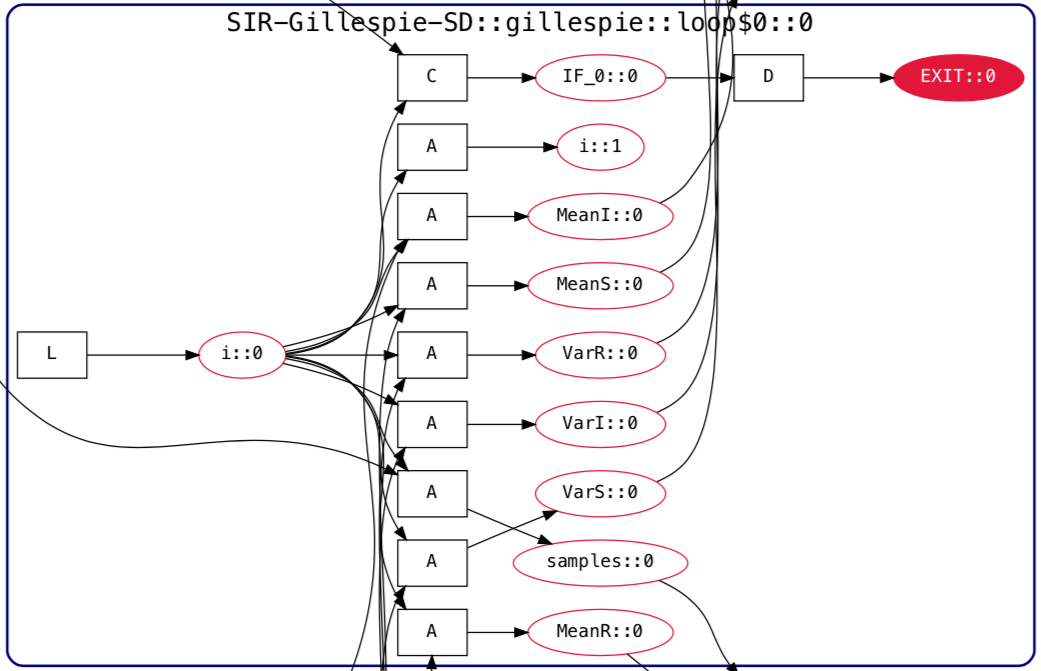 SIR−Gillespie−SD::gillespie::loop$0::0
C IF_0::0 D EXIT::0
A i::1
A MeanI::0
A MeanS::0
L i::0 A VarR::0
A VarI::0
A VarS::0
A samples::0
A MeanR::0